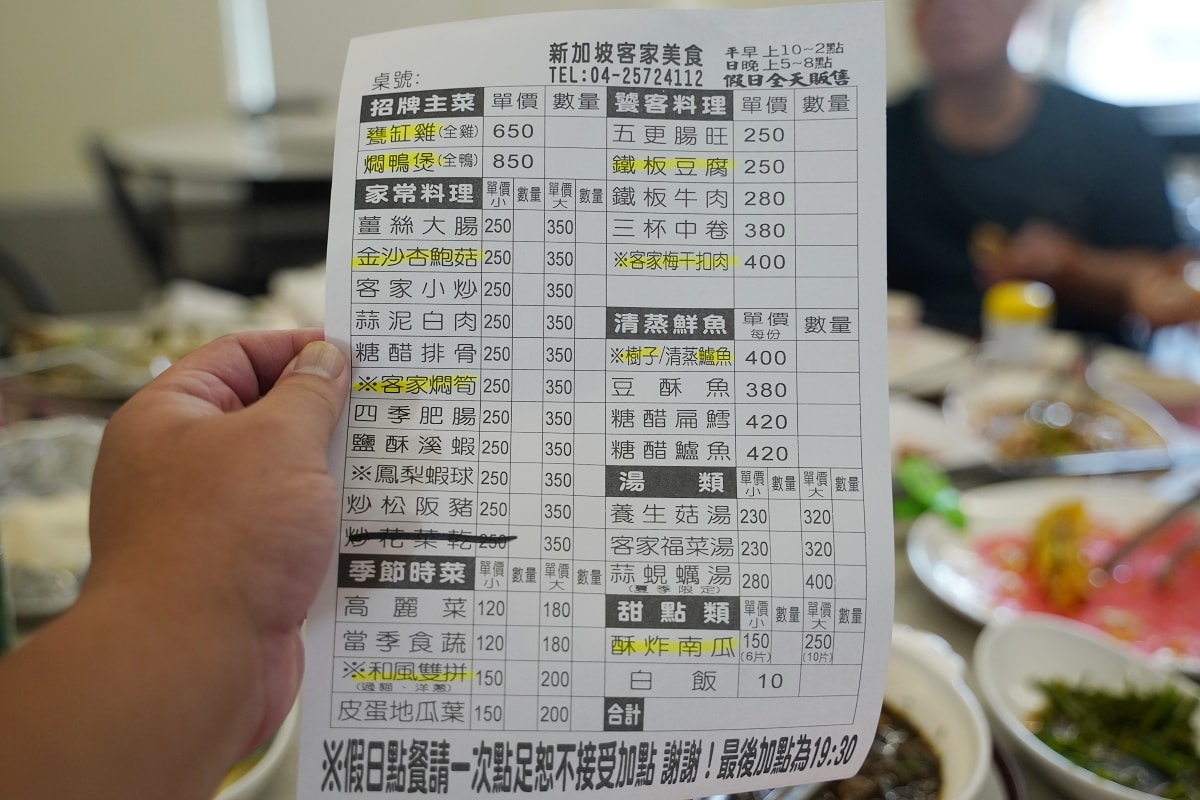 新加坡客家美食
TEL:04-25724112
平早上10~2點
日晚上5~8點
假日全天販售
桌號:
招牌主菜 單價 數量
甕缸雞(全雞) 650
燜鴨煲(全鴨) 850
家常料理 單價小 數量 單價大 數量
薑絲大腸 250 350
金沙杏鮑菇 250 350
客家小炒 250 350
蒜泥白肉 250 350
糖醋排骨 250 350
※客家燜筍 250 350
四季肥腸 250 350
鹽酥溪蝦 250 350
※鳳梨蝦球 250 350
炒松阪豬 250 350
炒花菜乾 250 350
季節時菜 單價小 數量 單價大 數量
高麗菜 120 180
當季食蔬 120 180
※和風雙拼 150 200
(過貓、洋蔥)
皮蛋地瓜葉 150 200
饕客料理 單價 數量
五更腸旺 250
鐵板豆腐 250
鐵板牛肉 280
三杯中卷 380
※客家梅干扣肉 400
清蒸鮮魚 單價每份 數量
※樹子/清蒸鱸魚 400
豆酥魚 380
糖醋扁鱈 420
糖醋鱸魚 420
湯類 單價小 數量 單價大 數量
養生菇湯 230 320
客家福菜湯 230 320
蒜蜆蠣湯 280 400
(夏季限定)
甜點類 單價小 數量 單價大 數量
酥炸南瓜 150(6片) 250(10片)
白飯 10
合計
※假日點餐請一次點足恕不接受加點 謝謝!最後加點為19:30